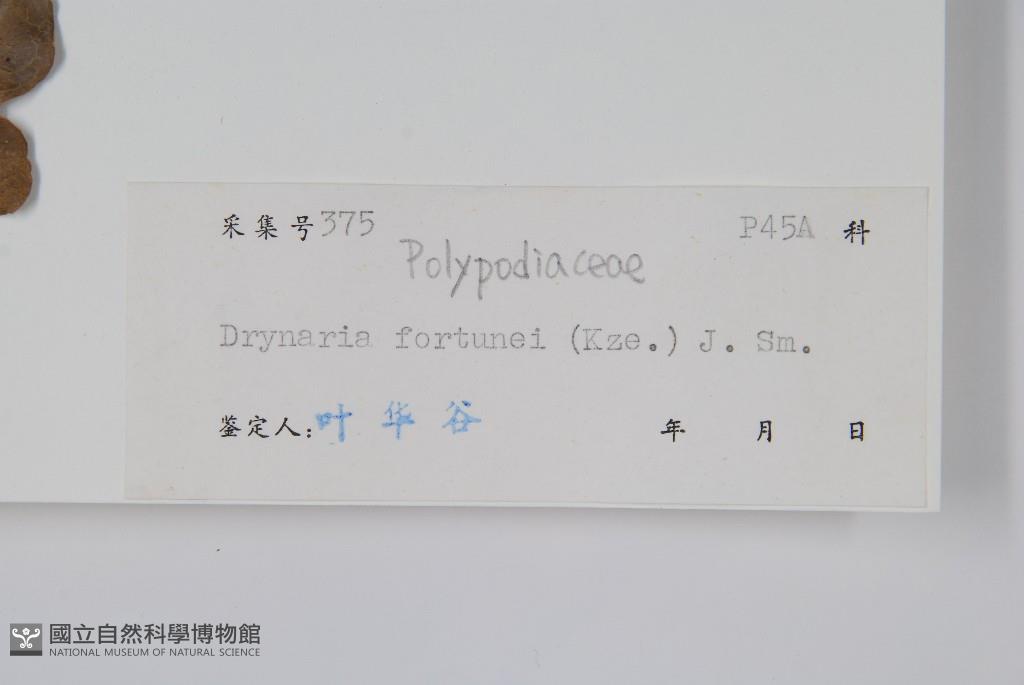 采集号375 P45A 科
Polypodiaceae
Drynaria fortunei (Kze.) J. Sm.
鉴定人:叶华谷 年 月 日
國立自然科學博物館
NATIONAL MUSEUM OF NATURAL SCIENCE